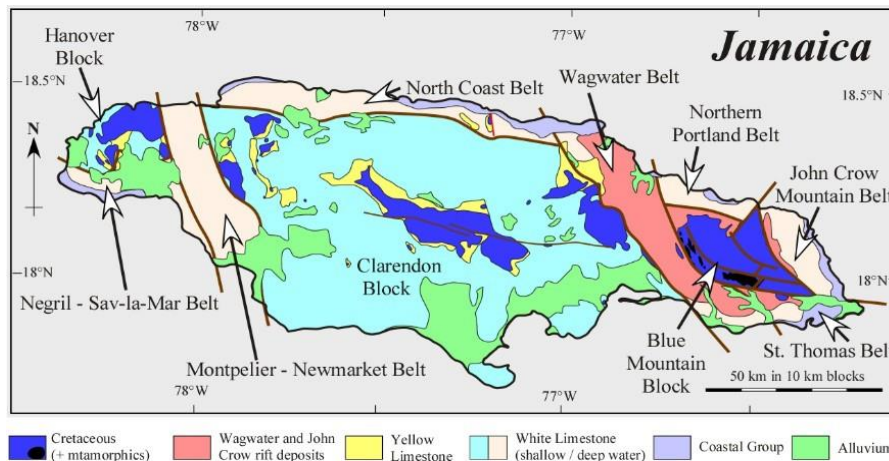 Jamaica
78°W
77°W
Hanover
Block
18.5°N
North Coast Belt
Wagwater Belt
18.5°N
Northern
Portland Belt
N
John Crow
Mountain Belt
18°N
18°N
Clarendon
Block
Negril - Sav-la-Mar Belt
Montpelier - Newmarket Belt
Blue
Mountain
Block
St. Thomas Belt
78°W
77°W
50 km in 10 km blocks
Cretaceous
(+ mtamorphics)
Wagwater and John
Crow rift deposits
Yellow
Limestone
White Limestone
(shallow / deep water)
Coastal Group
Alluvium